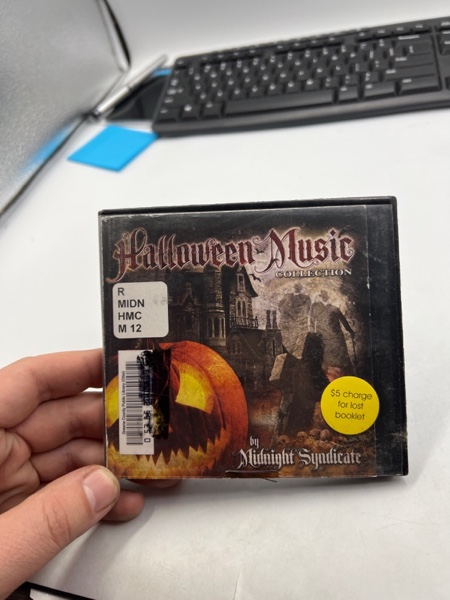 Halloween Music
COLLECTION
R
MIDN
HMC
M 12
$5 charge
for lost
booklet
by
Midnight Syndicate